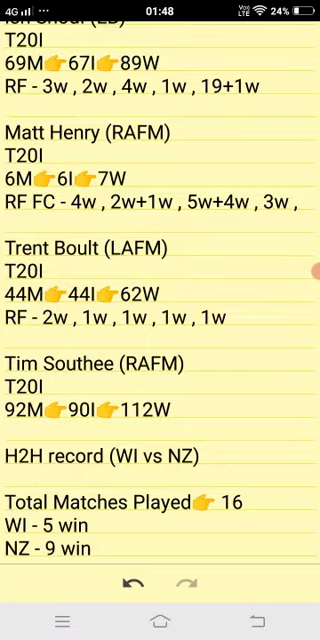 4G ... 01:48 Vo) LTE 24%
(LB)
T20I
69M👉67I👉89W
RF - 3w , 2w , 4w , 1w , 19+1w
Matt Henry (RAFM)
T20I
6M👉6I👉7W
RF FC - 4w , 2w+1w , 5w+4w , 3w ,
Trent Boult (LAFM)
T20I
44M👉44I👉62W
RF - 2w , 1w , 1w , 1w , 1w
Tim Southee (RAFM)
T20I
92M👉90I👉112W
H2H record (WI vs NZ)
Total Matches Played👉 16
WI - 5 win
NZ - 9 win